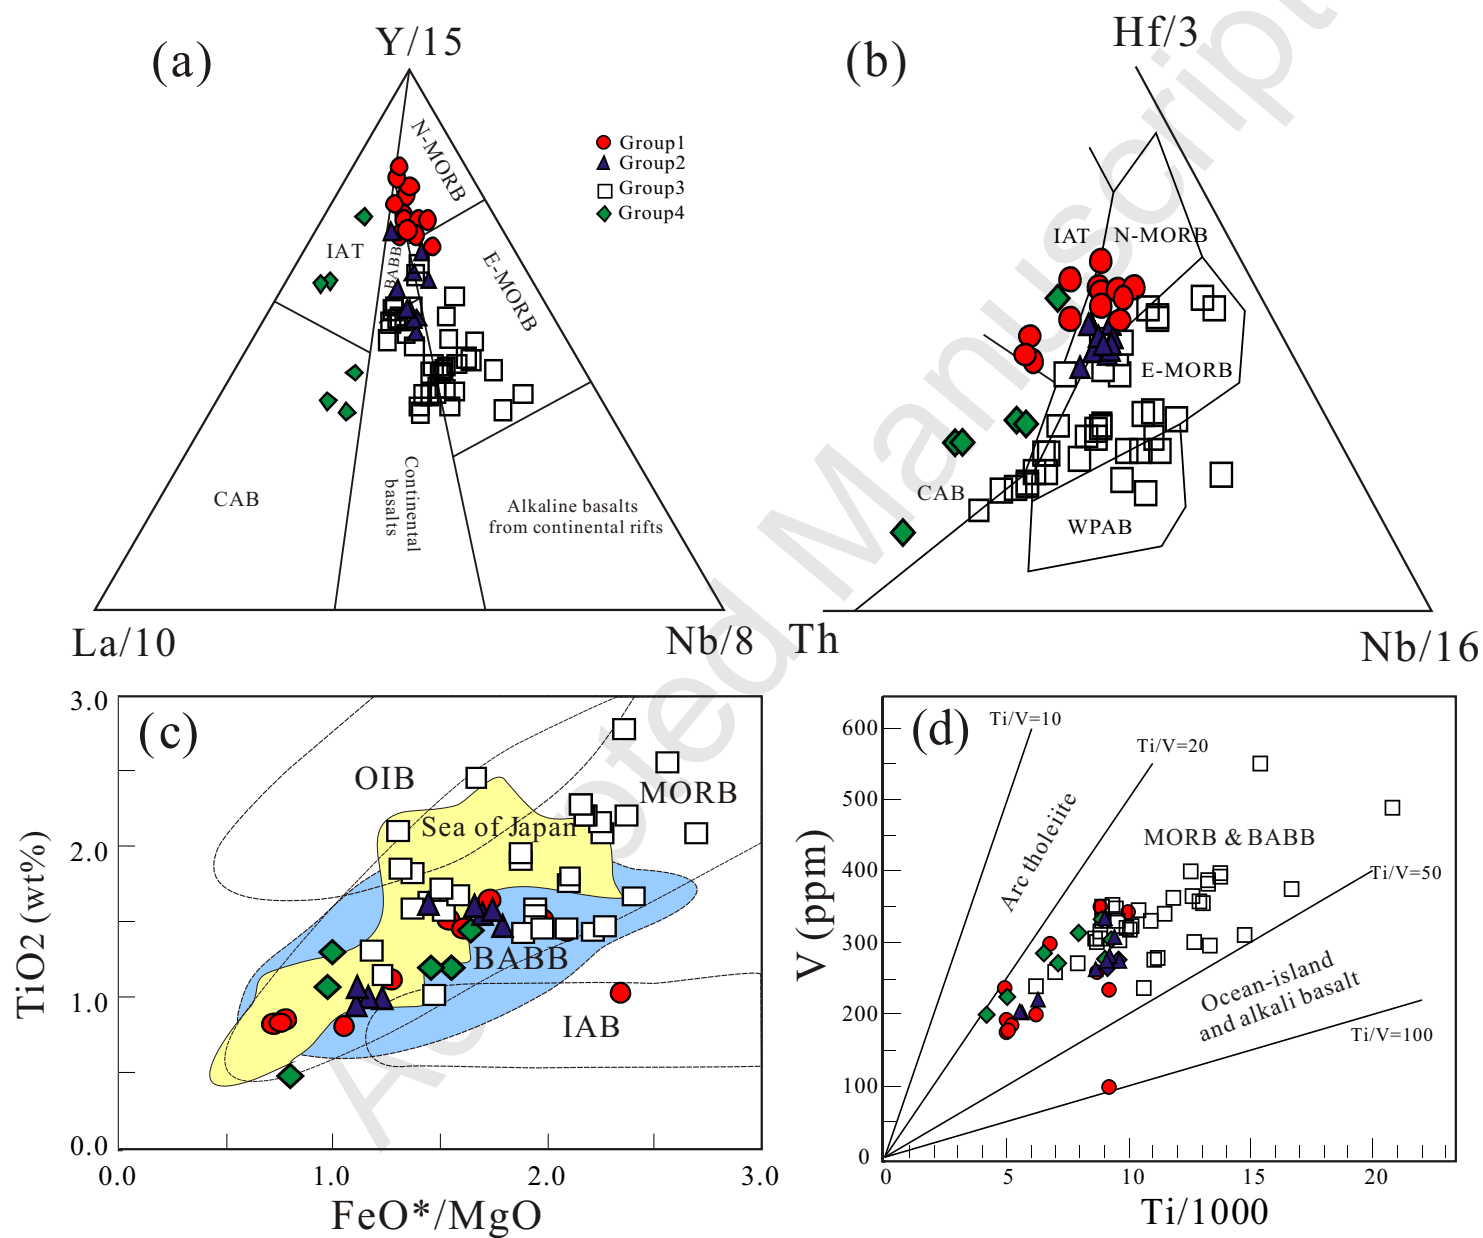 (a)
Y/15
N-MORB
IAT
BABB
E-MORB
CAB
Continental
basalts
Alkaline basalts
from continental rifts
La/10
Nb/8
Group1
Group2
Group3
Group4
(b)
Hf/3
IAT
N-MORB
E-MORB
CAB
WPAB
Th
Nb/16
(c)
3.0
2.0
1.0
0.0
TiO2 (wt%)
OIB
MORB
Sea of Japan
BABB
IAB
0.0
1.0
2.0
3.0
FeO*/MgO
(d)
600
500
400
300
200
100
0
V (ppm)
Ti/V=10
Ti/V=20
Arc tholeiite
MORB & BABB
Ti/V=50
Ocean-island
and alkali basalt
Ti/V=100
0
5
10
15
20
Ti/1000
Accepted Manuscript